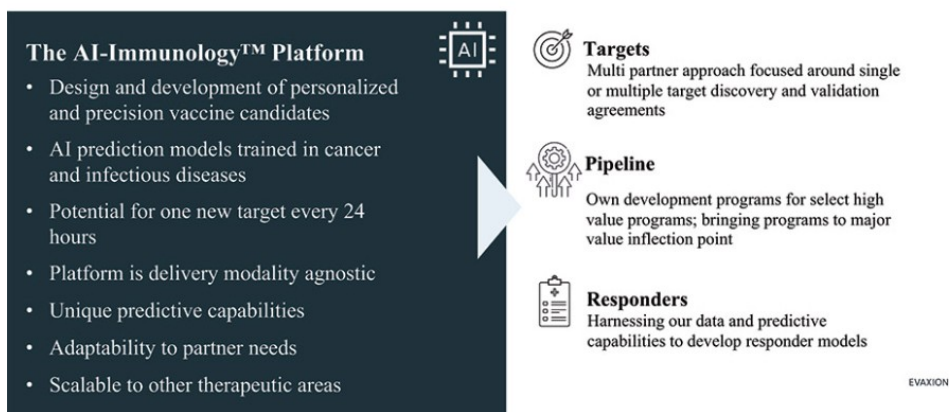 The AI-Immunology™ Platform
AI
• Design and development of personalized
and precision vaccine candidates
• AI prediction models trained in cancer
and infectious diseases
• Potential for one new target every 24
hours
• Platform is delivery modality agnostic
• Unique predictive capabilities
• Adaptability to partner needs
• Scalable to other therapeutic areas
Targets
Multi partner approach focused around single
or multiple target discovery and validation
agreements
Pipeline
Own development programs for select high
value programs; bringing programs to major
value inflection point
Responders
Harnessing our data and predictive
capabilities to develop responder models
EVAXION